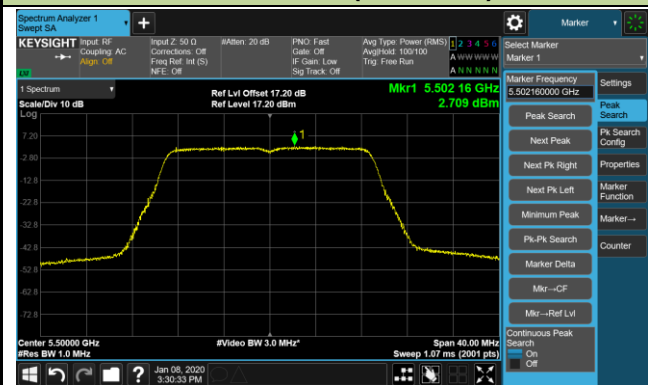 Spectrum Analyzer 1
Swept SA
+
Marker
KEYSIGHT
Input: RF
Coupling: AC
Align: Off
Input Z: 50 Ω
Corrections: Off
Freq Ref: Int (S)
NFE: Off
#Atten: 20 dB
PNO: Fast
Gate: Off
IF Gain: Low
Sig Track: Off
Avg Type: Power (RMS)
Avg|Hold: 100/100
Trig: Free Run
1 2 3 4 5 6
A W W W W W
A N N N N N
LXI
Select Marker
Marker 1
1 Spectrum
Scale/Div 10 dB
Log
Ref Lvl Offset 17.20 dB
Ref Level 17.20 dBm
Mkr1 5.502 16 GHz
2.709 dBm
7.20
-2.80
-12.8
-22.8
-32.8
-42.8
-52.8
-62.8
-72.8
1
Center 5.50000 GHz
#Res BW 1.0 MHz
#Video BW 3.0 MHz*
Span 40.00 MHz
Sweep 1.07 ms (2001 pts)
Marker Frequency
5.502160000 GHz
Peak Search
Next Peak
Next Pk Right
Next Pk Left
Minimum Peak
Pk-Pk Search
Marker Delta
Mkr→CF
Mkr→Ref Lvl
Continuous Peak
Search
On
Off
Settings
Peak
Search
Pk Search
Config
Properties
Marker
Function
Marker→
Counter
?
Jan 08, 2020
3:30:33 PM